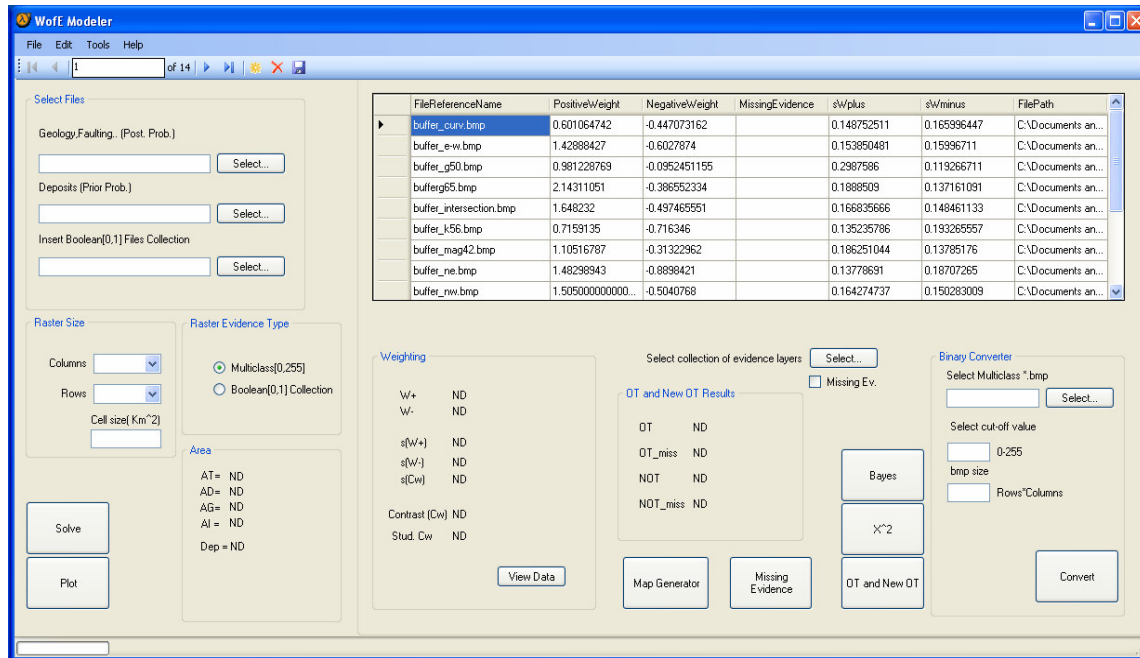 WofE Modeler
File Edit Tools Help
1 of 14
Select Files
Geology,Faulting.. (Post. Prob.)
Select...
Deposits (Prior Prob.)
Select...
Insert Boolean[0,1] Files Collection
Select...
FileReferenceName PositiveWeight NegativeWeight MissingEvidence sWplus sWminus FilePath
buffer_curv.bmp 0.601064742 -0.447073162 0.148752511 0.165996447 C:\Documents an...
buffer_e-w.bmp 1.42888427 -0.6027874 0.153850481 0.15996711 C:\Documents an...
buffer_g50.bmp 0.981228769 -0.0952451155 0.2987586 0.119266711 C:\Documents an...
bufferg65.bmp 2.14311051 -0.386552334 0.1888509 0.137161091 C:\Documents an...
buffer_intersection.bmp 1.648232 -0.497465551 0.166835666 0.148461133 C:\Documents an...
buffer_k56.bmp 0.7159135 -0.716346 0.135235786 0.193265557 C:\Documents an...
buffer_mag42.bmp 1.10516787 -0.31322962 0.186251044 0.13785176 C:\Documents an...
buffer_ne.bmp 1.48298943 -0.8898421 0.13778691 0.18707265 C:\Documents an...
buffer_nw.bmp 1.505000000000... -0.5040768 0.164274737 0.150283009 C:\Documents an...
Raster Size
Columns
Rows
Cell size( Km^2)
Raster Evidence Type
Multiclass[0,255]
Boolean[0,1] Collection
Area
AT= ND
AD= ND
AG= ND
AI = ND
Dep = ND
Solve
Plot
Weighting
W+ ND
W- ND
s(W+) ND
s(W-) ND
s(Cw) ND
Contrast (Cw) ND
Stud. Cw ND
View Data
Select collection of evidence layers Select...
Missing Ev.
OT and New OT Results
OT ND
OT_miss ND
NOT ND
NOT_miss ND
Map Generator
Missing
Evidence
Bayes
X^2
OT and New OT
Binary Converter
Select Multiclass *.bmp
Select...
Select cut-off value
0-255
bmp size
Rows*Columns
Convert